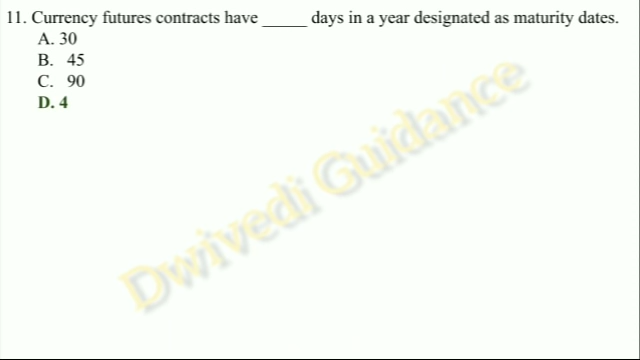 11. Currency futures contracts have _____ days in a year designated as maturity dates.
A. 30
B. 45
C. 90
D. 4
Dwivedi Guidance